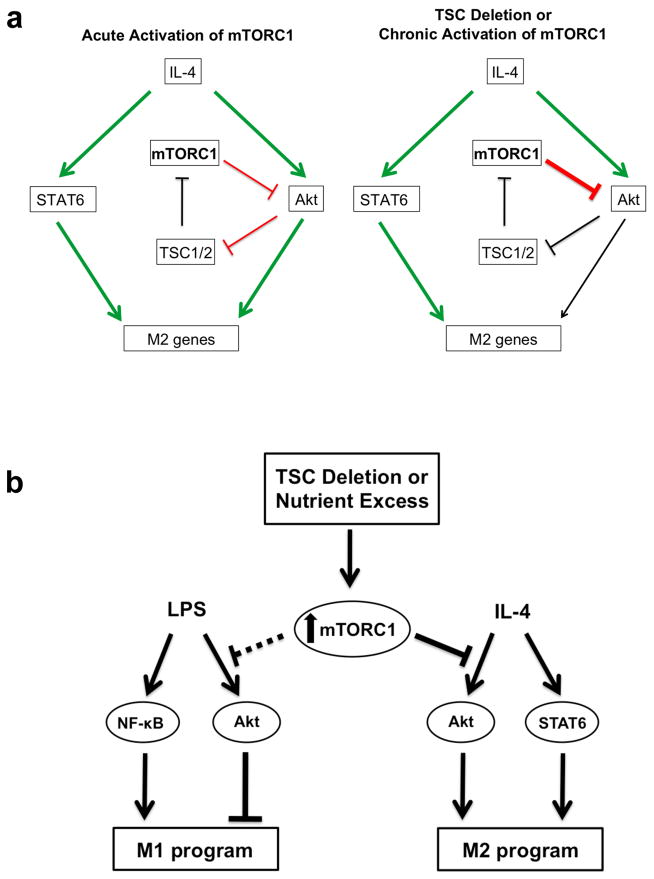 a
Acute Activation of mTORC1
TSC Deletion or
Chronic Activation of mTORC1
IL-4
mTORC1
STAT6
Akt
TSC1/2
M2 genes
IL-4
mTORC1
STAT6
Akt
TSC1/2
M2 genes
b
TSC Deletion or
Nutrient Excess
LPS
mTORC1
IL-4
NF-κB
Akt
Akt
STAT6
M1 program
M2 program